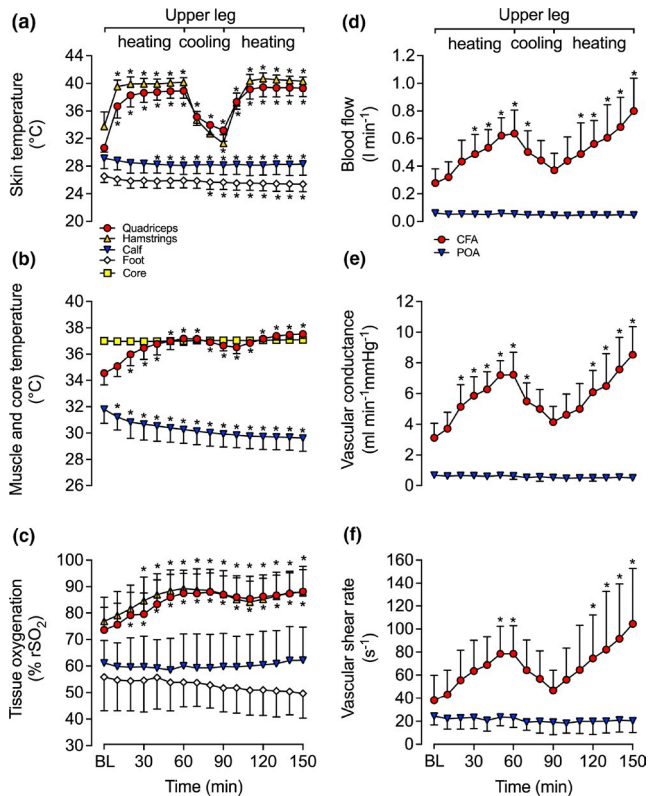 (a)
Upper leg
heating cooling heating
Skin temperature
(°C)
44
40
36
32
28
24
20
Quadriceps
Hamstrings
Calf
Foot
Core
(b)
Muscle and core temperature
(°C)
40
38
36
34
32
30
28
26
(c)
Tissue oxygenation
(% rSO₂)
100
90
80
70
60
50
40
30
BL 30 60 90 120 150
Time (min)
(d)
Upper leg
heating cooling heating
Blood flow
(l min⁻¹)
1.2
1.0
0.8
0.6
0.4
0.2
0.0
CFA
POA
(e)
Vascular conductance
(ml min⁻¹mmHg)
12
10
8
6
4
2
0
(f)
Vascular shear rate
(s⁻¹)
160
140
120
100
80
60
40
20
0
BL 30 60 90 120 150
Time (min)